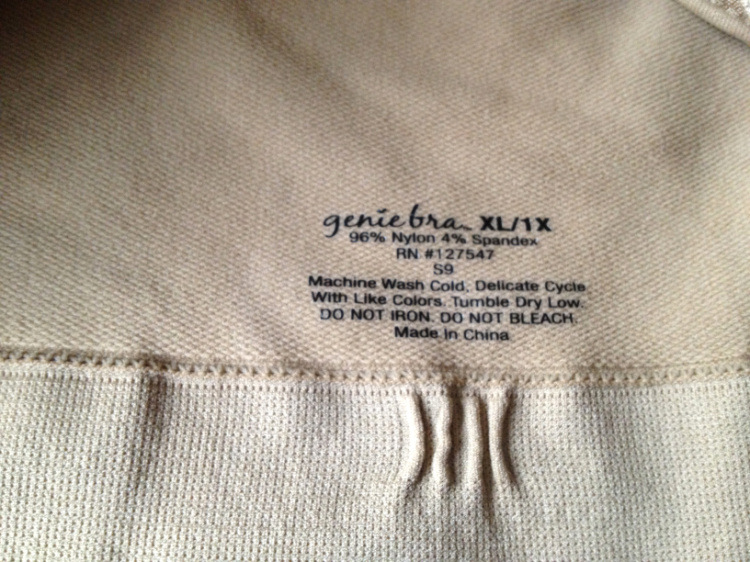 genie bra™ XL/1X
96% Nylon 4% Spandex
RN #127547
S9
Machine Wash Cold, Delicate Cycle
With Like Colors. Tumble Dry Low.
DO NOT IRON. DO NOT BLEACH.
Made in China